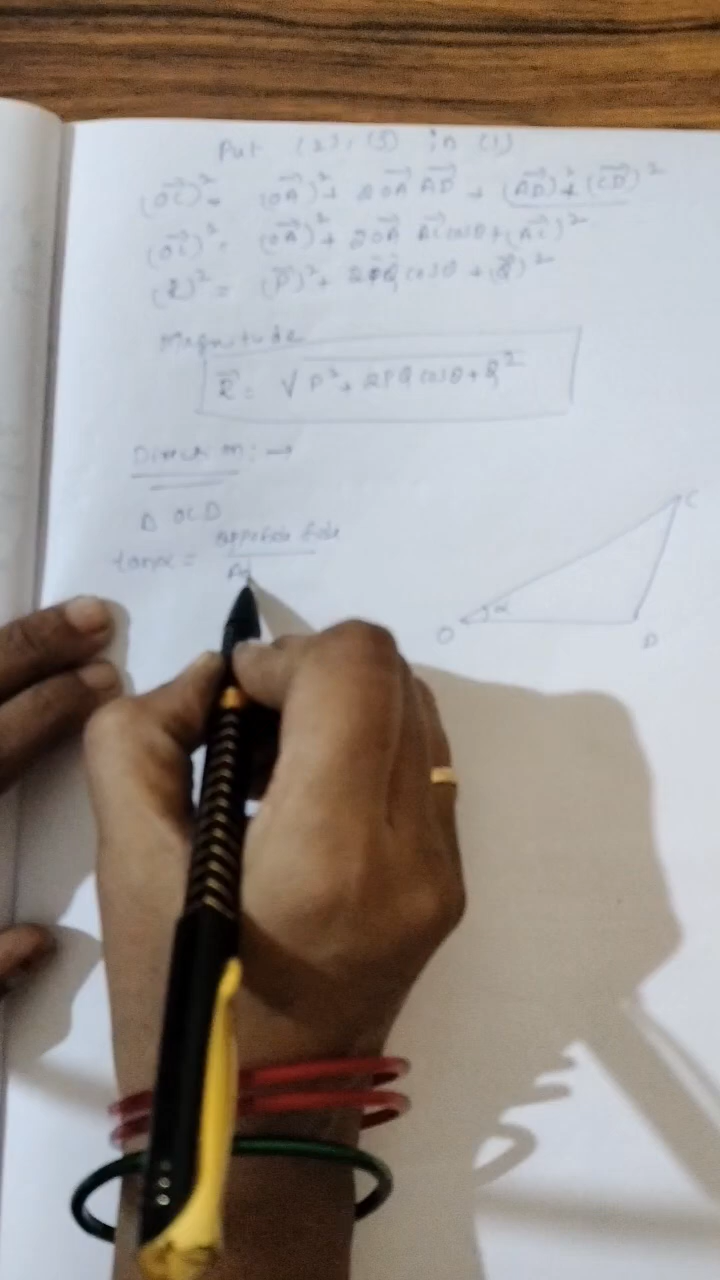 Put (2), (3) in (1)
(OC)² = (OA)² + 2OA AD + (AD)² + (CD)²
(OC)² = (OA)² + 2OA AC cosθ + (AC)²
(R)² = (P)² + 2PQ cosθ + (Q)²
Magnitude
R = √P² + 2PQ cosθ + Q²
Direction : →
Δ OCD
tanα = opposite side
Ad
C
α
O
D